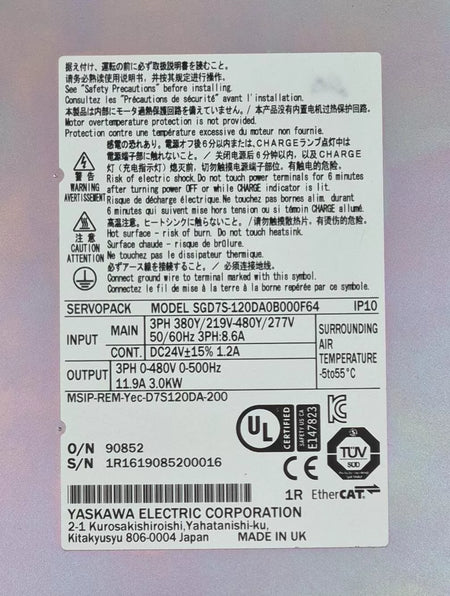 据え付け、運転の前に必ず取扱説明書を読むこと。
请务必熟读使用说明书，并按其规定进行安装。
See "Safety Precautions" before installing.
Consultez les "Précautions de sécurité" avant l'installation.
本製品は内部にモータ過熱保護回路を備えていません。/ 本产品没有内置电机过热保护回路。
Motor overtemperature protection is not provided.
Protection contre une température excessive du moteur non fournie.
WARNING
AVERTISSEMENT
感電の恐れあり。電源オフ後6分以内または、CHARGEランプ点灯中は
電源端子部に触れないこと。/ 关闭电源后6分钟以内，以及CHARGE
灯（充电指示灯）熄灭前，切勿触摸电源端子部位。有触电的危险。
Risk of electric shock. Do not touch power terminals for 6 minutes
after turning power OFF or while CHARGE indicator is lit.
Risque de décharge électrique. Ne touchez pas bornes alim. durant
6 minutes qui suivent mise hors tension ou si témoin CHARGE allumé.
注 意
CAUTION
ATTENTION
高温注意。ヒートシンクに触らないこと。/ 请勿触摸散热片。有烫伤的危险。
Hot surface - risk of burn. Do not touch heatsink.
Surface chaude - risque de brûlure.
Ne touchez pas le dissipateur thermique.
必ずアース線を接続すること。/ 必须连接地线。
Connect ground wire to terminal marked with this symbol.
Connectez le fil de mise à la terre à la borne repérée par ce symbole.
SERVOPACK MODEL SGD7S-120DA0B000F64 IP10
INPUT MAIN 3PH 380Y/219V-480Y/277V
50/60Hz 3PH:8.6A
CONT. DC24V±15% 1.2A
OUTPUT 3PH 0-480V 0-500Hz
11.9A 3.0KW
SURROUNDING
AIR
TEMPERATURE
-5to55°C
MSIP-REM-Yec-D7S120DA-200
UL CERTIFIED
SAFETY US CA
E147823
KC
TÜV
SÜD
CE
O/N 90852
S/N 1R1619085200016
1R EtherCAT.
YASKAWA ELECTRIC CORPORATION
2-1 Kurosakishiroishi,Yahatanishi-ku,
Kitakyusyu 806-0004 Japan MADE IN UK